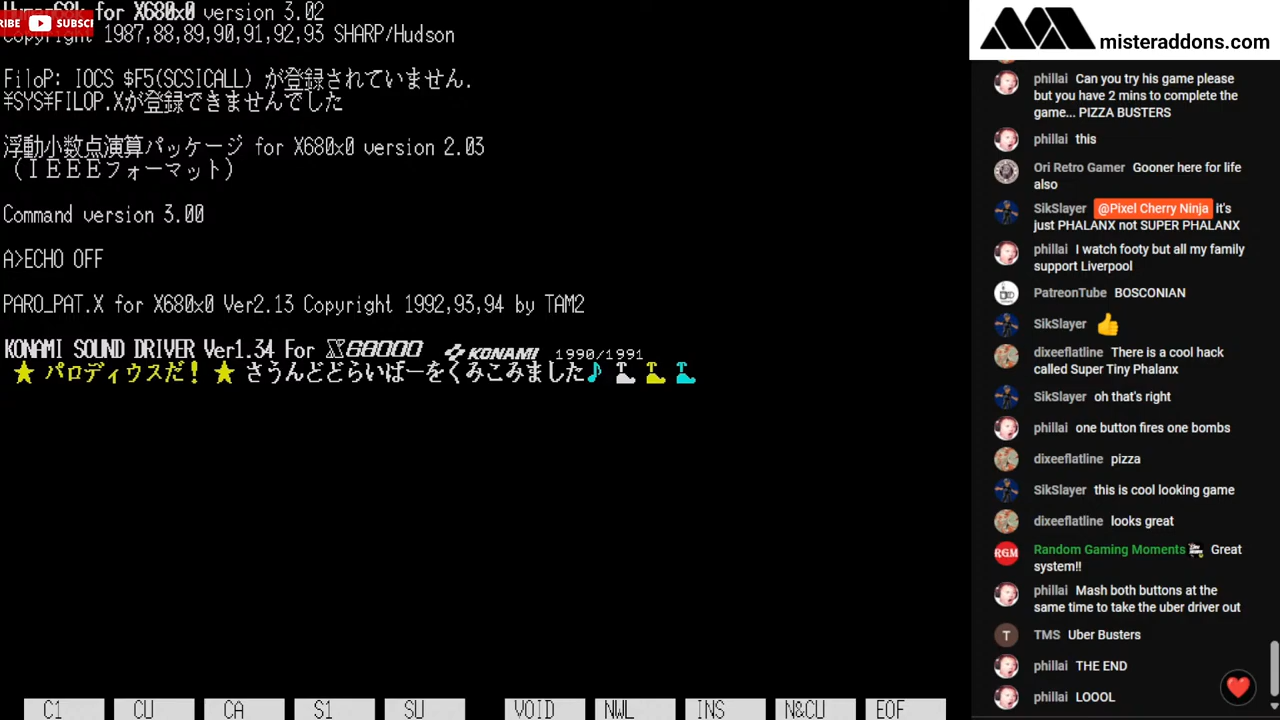 Human68k for X680x0 version 3.02
RIBE SUBSCI
Copyright 1987,88,89,90,91,92,93 SHARP/Hudson
FiloP: IOCS $F5(SCSICALL) が登録されていません.
¥SYS¥FILOP.Xが登録できませんでした
浮動小数点演算パッケージ for X680x0 version 2.03
（ＩＥＥＥフォーマット）
Command version 3.00
A>ECHO OFF
PARO_PAT.X for X680x0 Ver2.13 Copyright 1992,93,94 by TAM2
KONAMI SOUND DRIVER Ver1.34 For X68000 KONAMI 1990/1991
★ パロディウスだ！ ★ さうんどどらいばーをくみこみました♪
C1 CU CA S1 SU VOID NWL INS N&CU EOF
misteraddons.com
phillai Can you try his game please
but you have 2 mins to complete the
game... PIZZA BUSTERS
phillai this
Ori Retro Gamer Gooner here for life
also
SikSlayer @Pixel Cherry Ninja it's
just PHALANX not SUPER PHALANX
phillai I watch footy but all my family
support Liverpool
PatreonTube BOSCONIAN
SikSlayer 👍
dixeeflatline There is a cool hack
called Super Tiny Phalanx
SikSlayer oh that's right
phillai one button fires one bombs
dixeeflatline pizza
SikSlayer this is cool looking game
dixeeflatline looks great
RGM
Random Gaming Moments Great
system!!
phillai Mash both buttons at the
same time to take the uber driver out
T
TMS Uber Busters
phillai THE END
phillai LOOOL